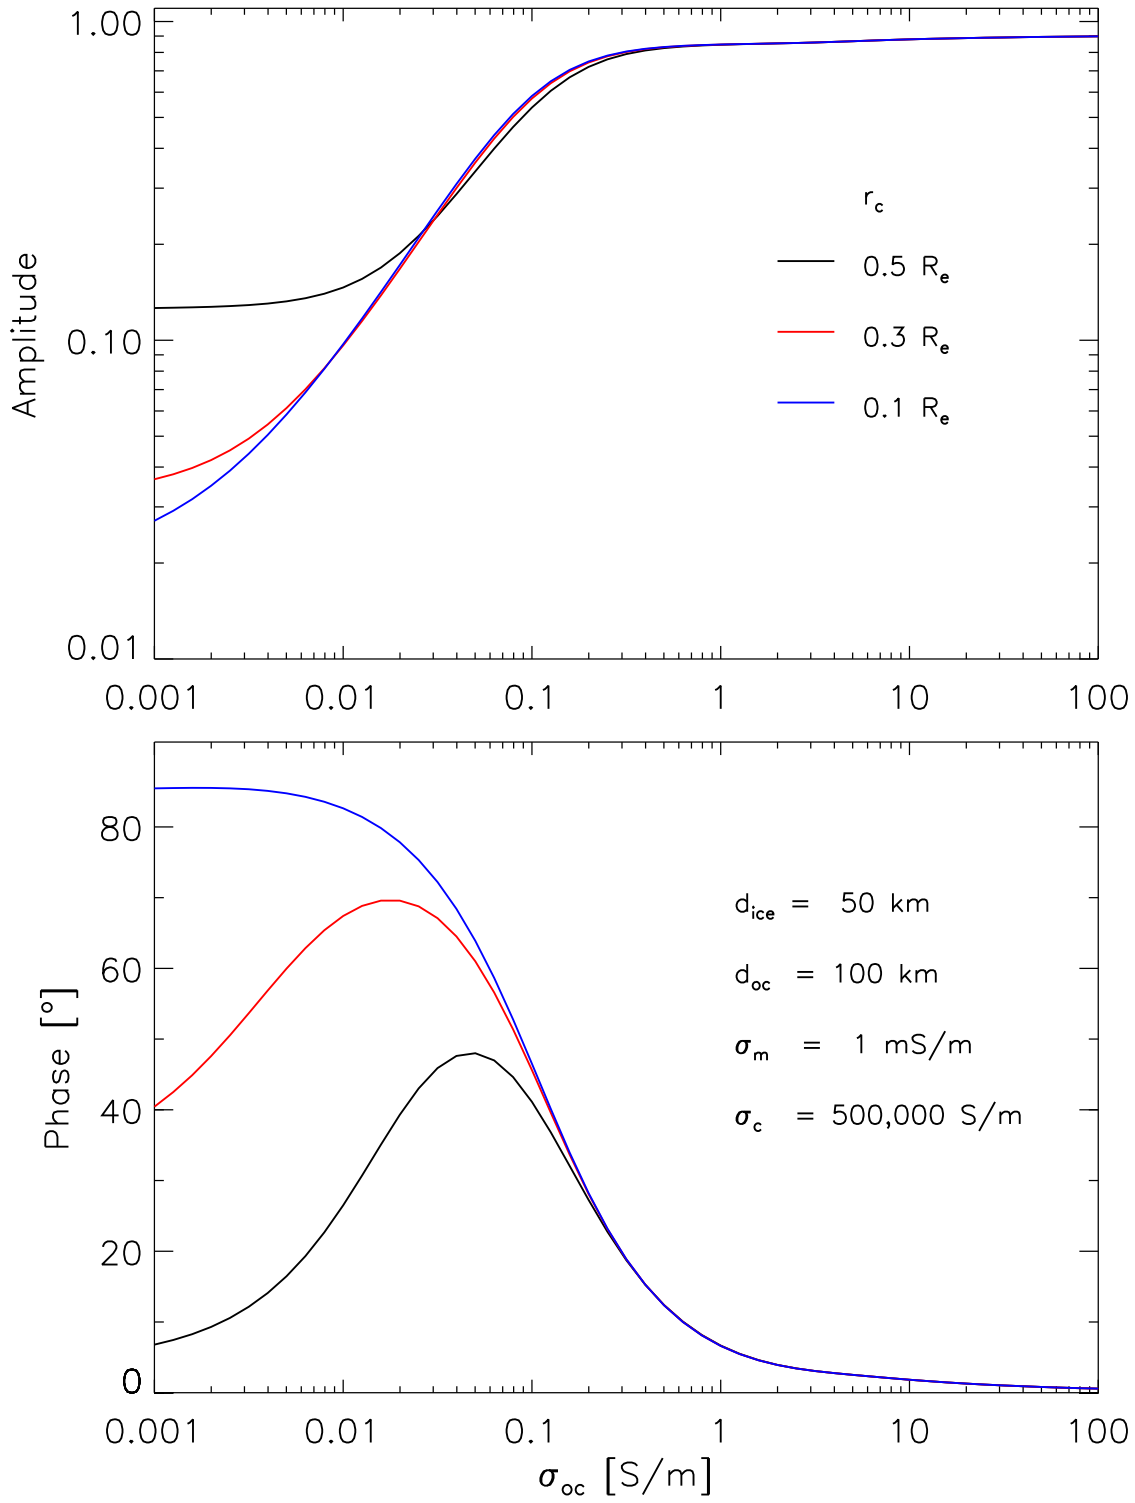 1.00
0.10
0.01
Amplitude
r_c
0.5 R_e
0.3 R_e
0.1 R_e
0.001 0.01 0.1 1 10 100
80
60
40
20
0
Phase [°]
d_ice = 50 km
d_oc = 100 km
σ_m = 1 mS/m
σ_c = 500,000 S/m
0.001 0.01 0.1 1 10 100
σ_oc [S/m]